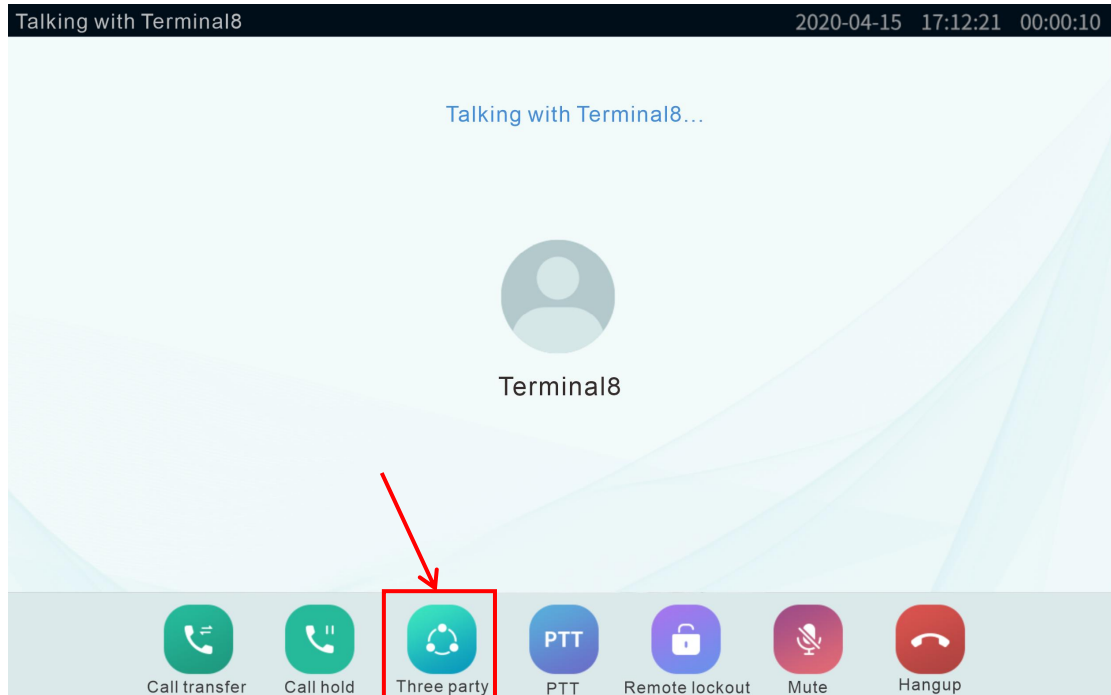 Talking with Terminal8 2020-04-15 17:12:21 00:00:10
Talking with Terminal8...
Terminal8
PTT
Call transfer Call hold Three party PTT Remote lockout Mute Hangup